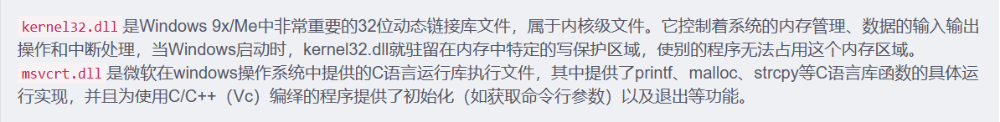 kernel32.dll 是Windows 9x/Me中非常重要的32位动态链接库文件，属于内核级文件。它控制着系统的内存管理、数据的输入输出
操作和中断处理，当Windows启动时，kernel32.dll就驻留在内存中特定的写保护区域，使别的程序无法占用这个内存区域。
msvcrt.dll 是微软在windows操作系统中提供的C语言运行库执行文件，其中提供了printf、malloc、strcpy等C语言库函数的具体运
行实现，并且为使用C/C++（Vc）编绎的程序提供了初始化（如获取命令行参数）以及退出等功能。